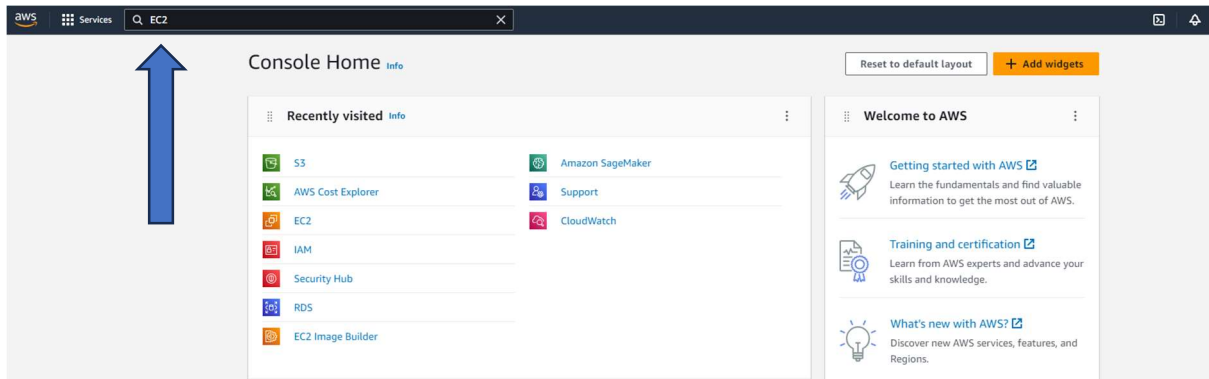 aws
Services
EC2
Console Home Info
Reset to default layout
+ Add widgets
Recently visited Info
S3
AWS Cost Explorer
EC2
IAM
Security Hub
RDS
EC2 Image Builder
Amazon SageMaker
Support
CloudWatch
Welcome to AWS
Getting started with AWS
Learn the fundamentals and find valuable
information to get the most out of AWS.
Training and certification
Learn from AWS experts and advance your
skills and knowledge.
What's new with AWS?
Discover new AWS services, features, and
Regions.